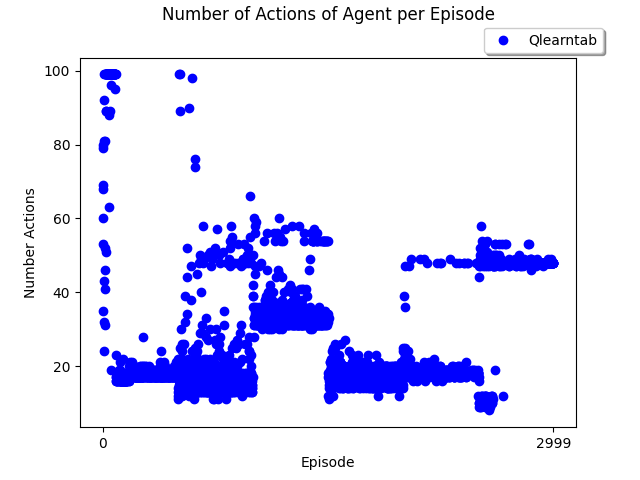 Number of Actions of Agent per Episode
Qlearntab
100
80
60
40
20
Number Actions
0
2999
Episode